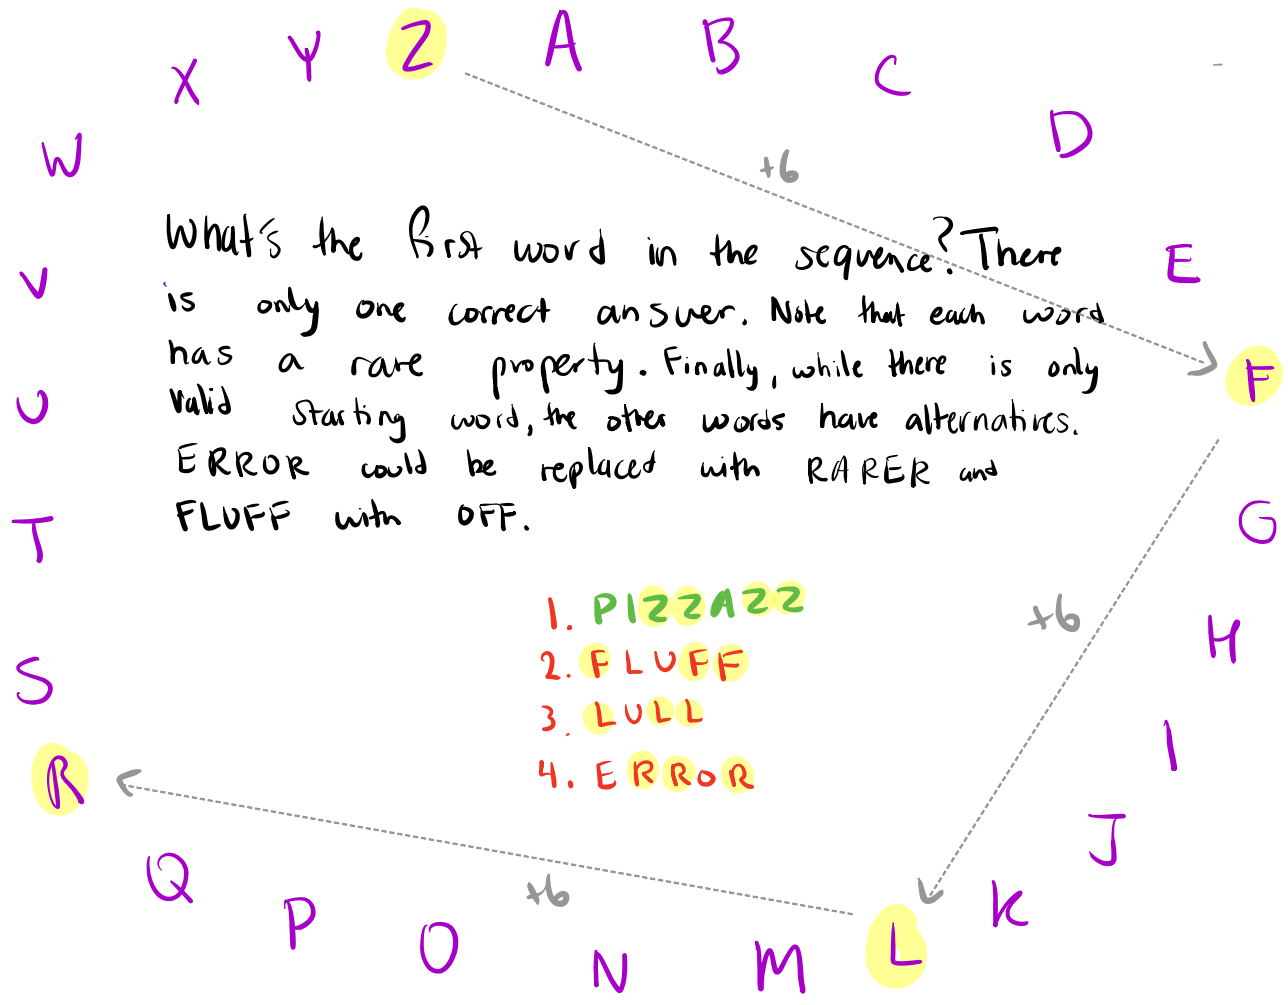 X Y Z A B C D
W
What's the first word in the sequence? There
is only one correct answer. Note that each word
has a rare property. Finally, while there is only
valid starting word, the other words have alternatives.
ERROR could be replaced with RARER and
FLUFF with OFF.
+6
E
F
G
H
I
J
K
L
M
N
O
P
Q
R
S
T
U
V
+6
+6
1. PIZZAZZ
2. FLUFF
3. LULL
4. ERROR